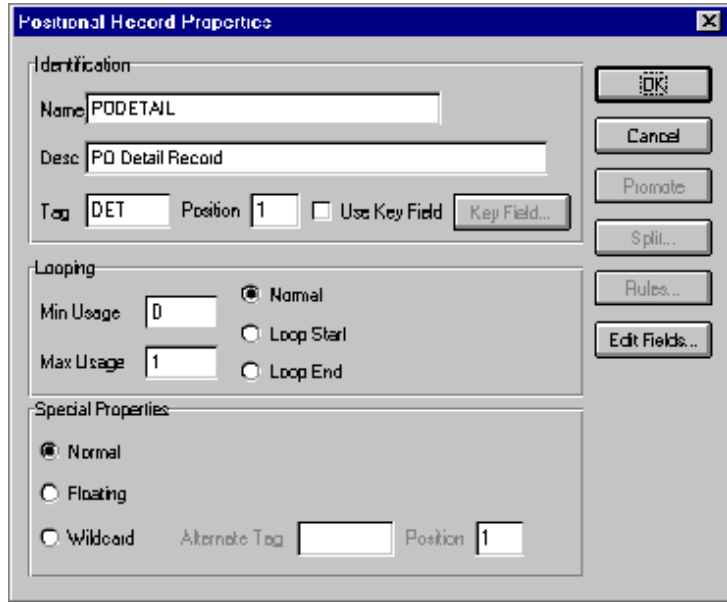 Positional Record Properties
Identification
Name PODETAIL
Desc PO Detail Record
Tag DET Position 1 Use Key Field Key Field...
Looping
Min Usage 0
Max Usage 1
Normal
Loop Start
Loop End
Special Properties
Normal
Floating
Wildcard Alternate Tag Position 1
OK
Cancel
Promote
Split...
Rules...
Edit Fields...